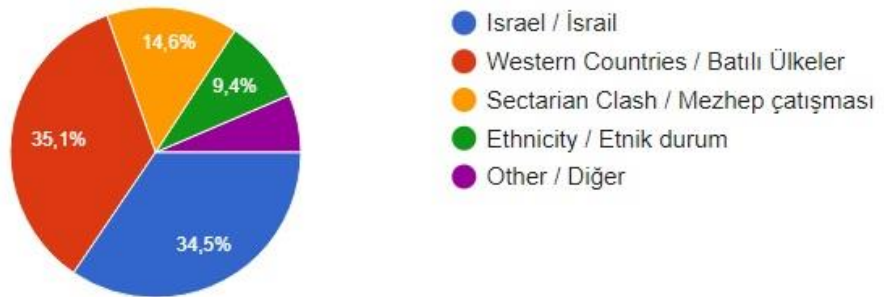 14,6%
9,4%
35,1%
34,5%
Israel / İsrail
Western Countries / Batılı Ülkeler
Sectarian Clash / Mezhep çatışması
Ethnicity / Etnik durum
Other / Diğer